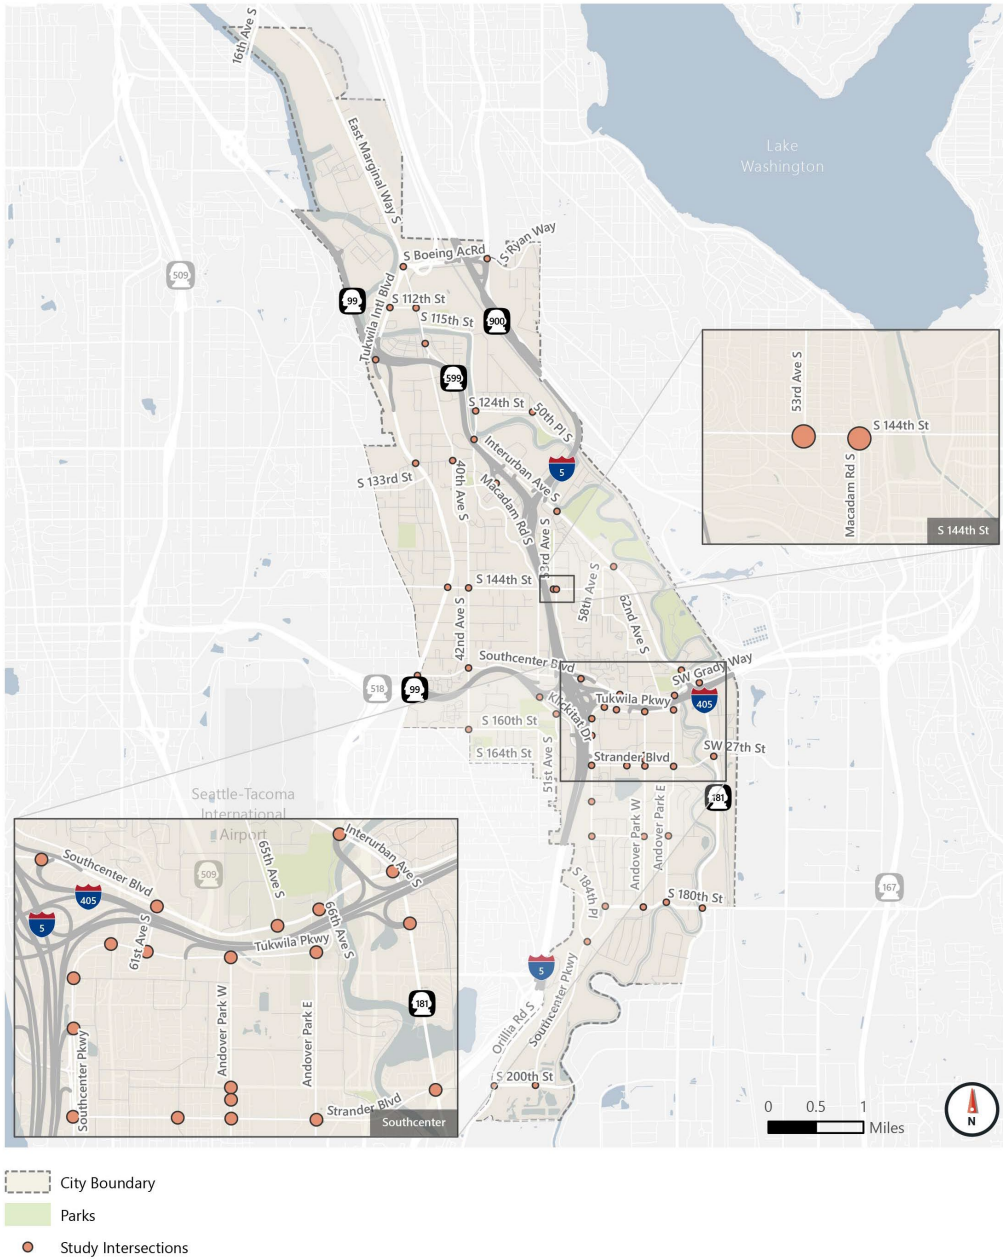 16th Ave S
East Marginal Way S
Lake
Washington
S Ryan Way
S Boeing AcRd
509
99
Tukwila Intl Blvd
S 112th St
S 115th St
900
599
S 124th St
50th Pl S
Interurban Ave S
5
S 133rd St
40th Ave S
Macadam Rd S
53rd Ave S
S 144th St
Macadam Rd S
S 144th St
53rd Ave S
S 144th St
58th Ave S
62nd Ave S
42nd Ave S
Southcenter Blvd
SW Grady Way
518
99
Tukwila Pkwy
405
Klickitat Dr
S 160th St
S 164th St
51st Ave S
SW 27th St
Strander Blvd
181
Andover Park W
Andover Park E
Seattle-Tacoma
International
Airport
509
S 180th St
167
S 184th Pl
5
Southcenter Pkwy
Orillia Rd S
S 200th St
Southcenter Blvd
65th Ave S
Interurban Ave S
405
5
61st Ave S
66th Ave S
Tukwila Pkwy
181
Andover Park W
Andover Park E
Southcenter Pkwy
Strander Blvd
Southcenter
0 0.5 1
Miles
N
City Boundary
Parks
Study Intersections